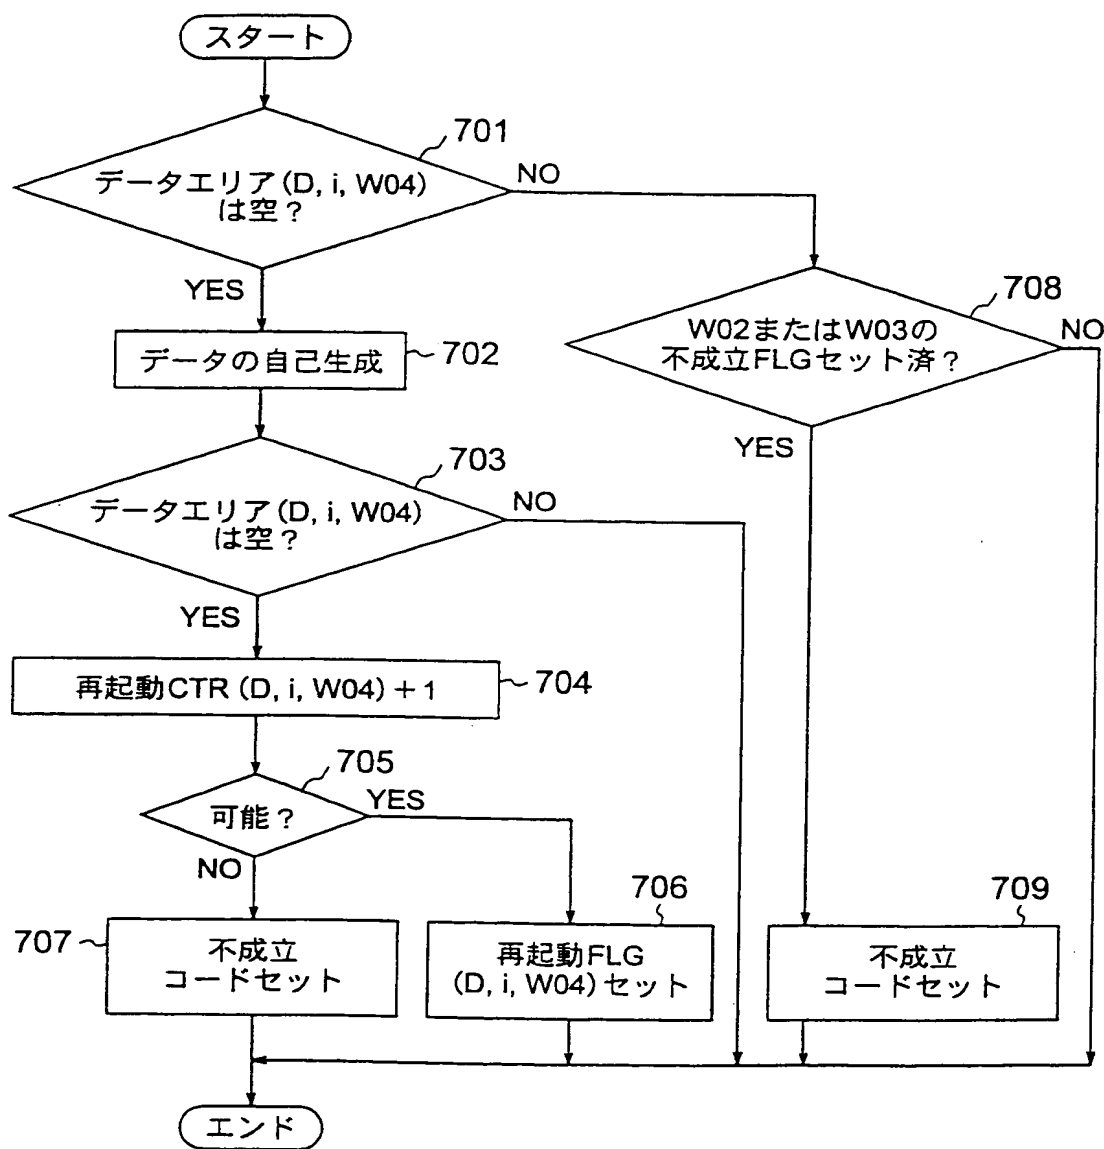 スタート
701
データエリア(D, i, W04)
は空?
NO
YES
708
W02またはW03の
不成立FLGセット済?
NO
YES
データの自己生成
702
703
データエリア(D, i, W04)
は空?
NO
YES
再起動CTR (D, i, W04)+1
704
705
可能?
YES
NO
707
不成立
コードセット
706
再起動FLG
(D, i, W04)セット
709
不成立
コードセット
エンド